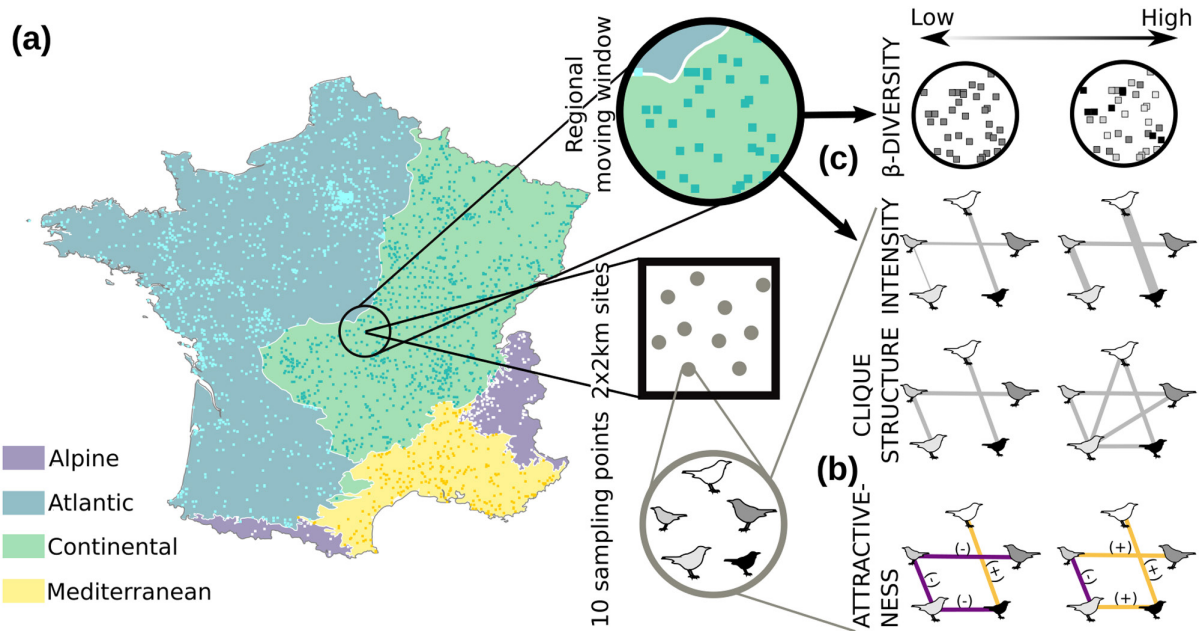 (a)
Alpine
Atlantic
Continental
Mediterranean
Regional
moving window
2x2km sites
10 sampling points
(c)
(b)
Low
High
β-DIVERSITY
INTENSITY
CLIQUE
STRUCTURE
ATTRACTIVE-
NESS
(-)
(-)
(+)
(-)
(+)
(-)
(+)
(+)